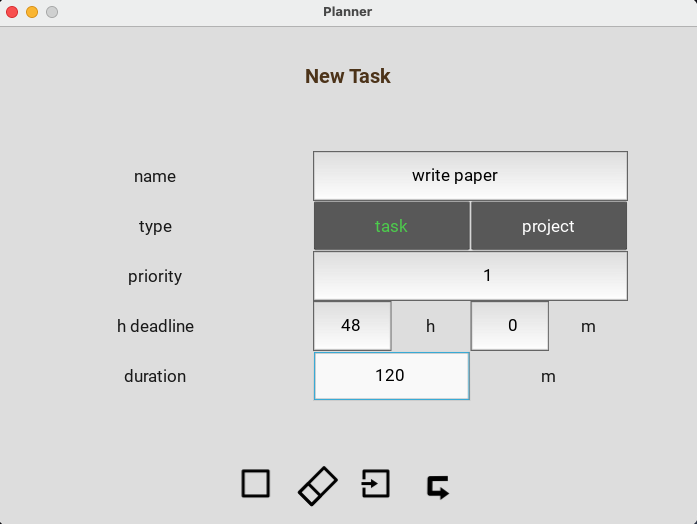 Planner
New Task
name write paper
type task project
priority 1
h deadline 48 h 0 m
duration 120 m